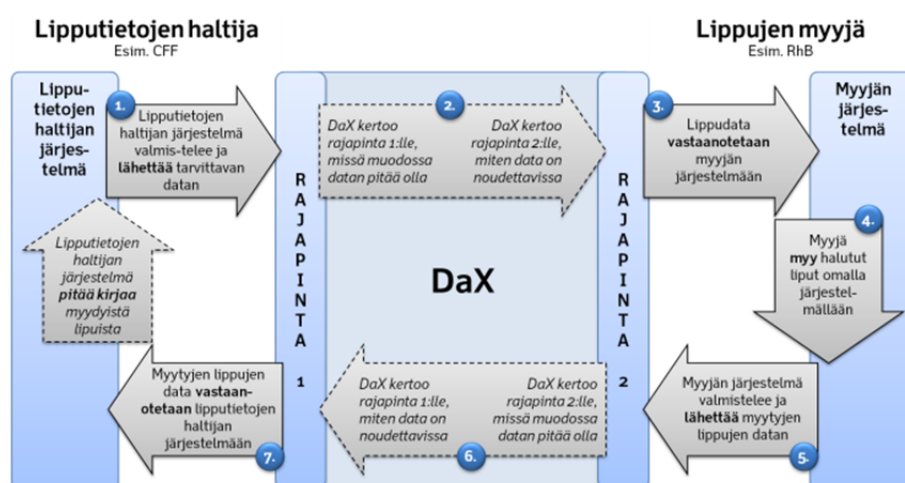 Lipputietojen haltija
Esim. CFF
Lippujen myyjä
Esim. RhB
Lippu-
tietojen
haltijan
järjes-
telmä
1.
Lipputietojen
haltijan järjestelmä
valmis-telee ja
lähettää tarvittavan
datan
2.
DaX kertoo
rajapinta 1:lle,
missä muodossa
datan pitää olla
DaX kertoo
rajapinta 2:lle,
miten data on
noudettavissa
3.
Lippudata
vastaanotetaan
myyjän
järjestelmään
Myyjän
järjes-
telmä
4.
Myyjä
myy halutut
liput omalla
järjestel-
mällään
R
A
J
A
P
I
N
T
A
1
DaX
R
A
J
A
P
I
N
T
A
2
Lipputietojen
haltijan
järjestelmä
pitää kirjaa
myydyistä
lipuista
Myytyjen lippujen
data vastaan-
otetaan lipputietojen
haltijan
järjestelmään
7.
DaX kertoo
rajapinta 1:lle,
miten data on
noudettavissa
DaX kertoo
rajapinta 2:lle,
missä muodossa
datan pitää olla
6.
Myyjän järjestelmä
valmistelee ja
lähettää myytyjen
lippujen datan
5.